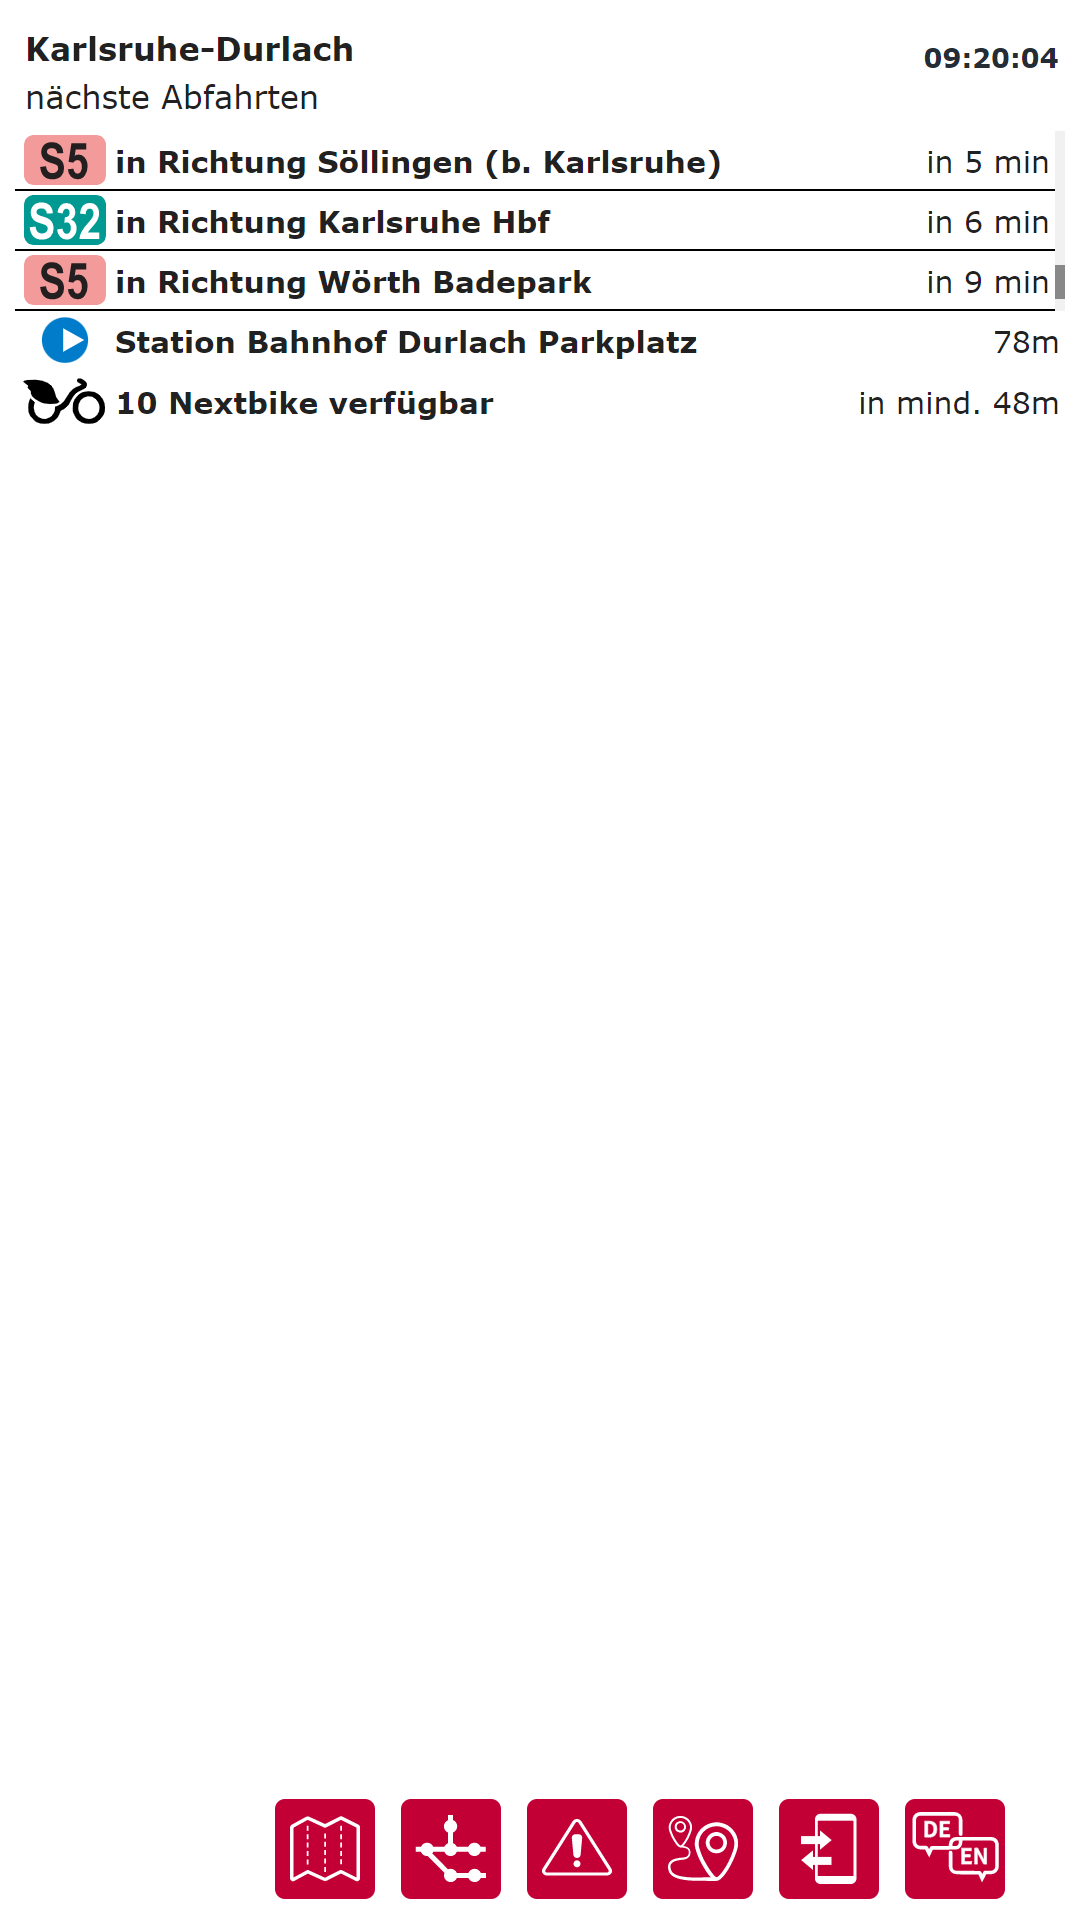 Karlsruhe-Durlach
09:20:04
nächste Abfahrten
S5 in Richtung Söllingen (b. Karlsruhe) in 5 min
S32 in Richtung Karlsruhe Hbf in 6 min
S5 in Richtung Wörth Badepark in 9 min
Station Bahnhof Durlach Parkplatz 78m
10 Nextbike verfügbar in mind. 48m
DE
EN